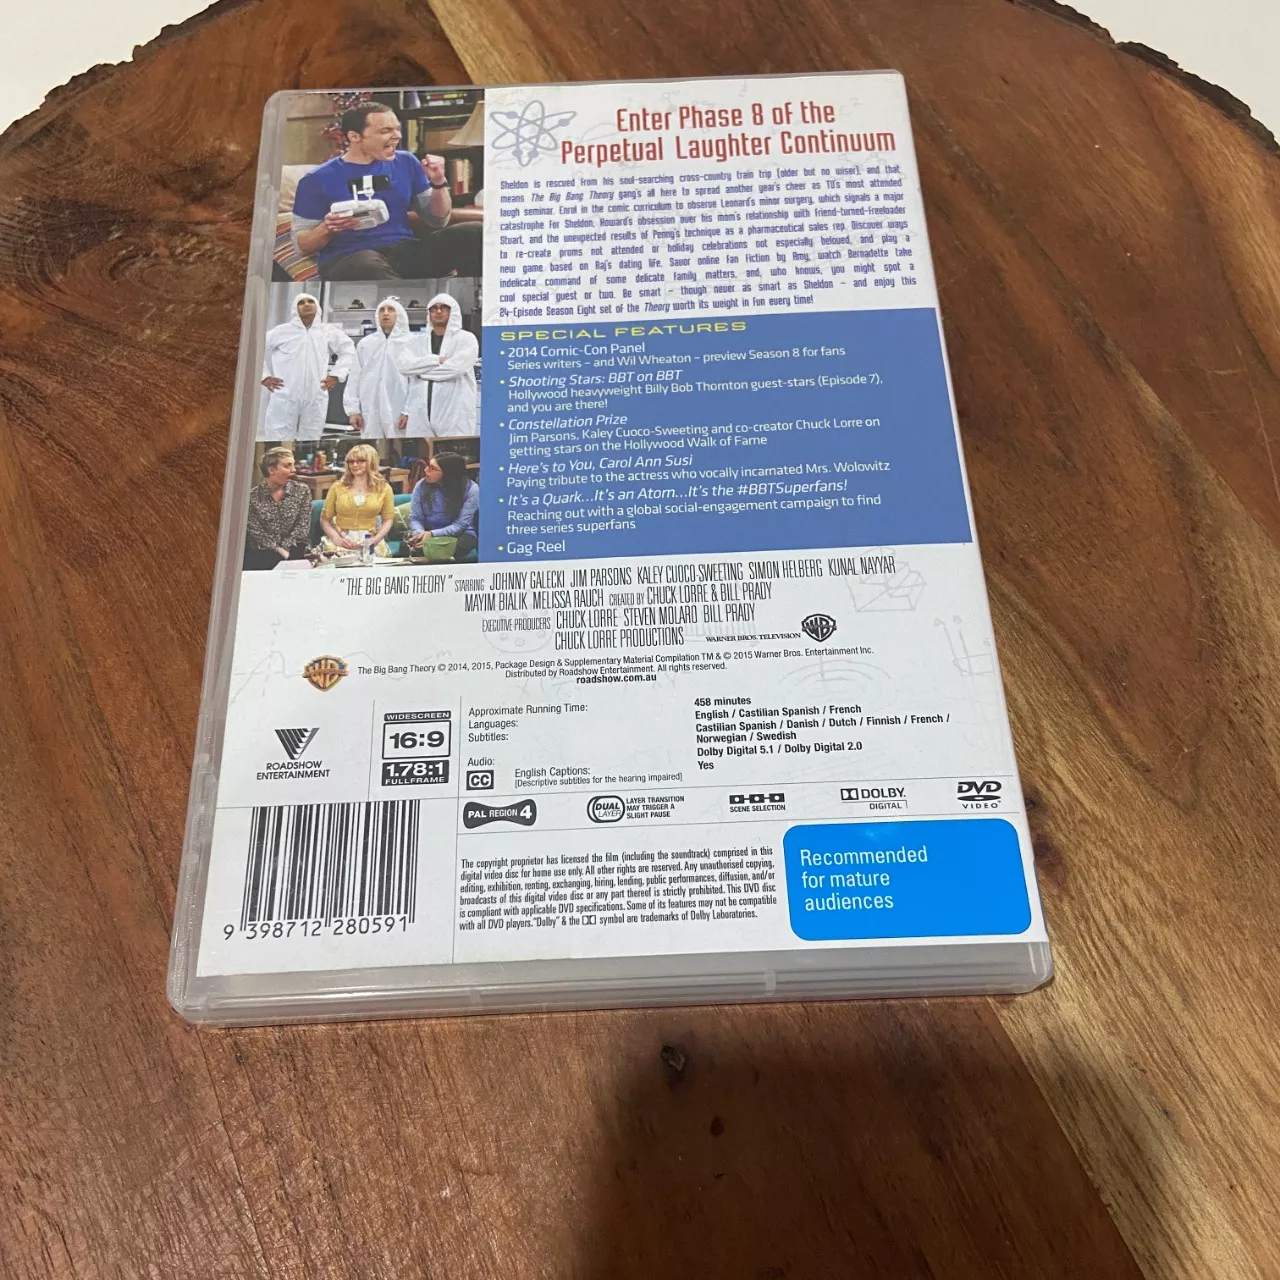 Enter Phase 8 of the
Perpetual Laughter Continuum
Sheldon is rescued from his soul-searching cross-country train trip (older but no wiser), and that
means The Big Bang Theory gang's all here to spread another year's cheer as TV's most attended
laugh seminar. Enrol in the comic curriculum to observe Leonard's minor surgery, which signals a major
catastrophe for Sheldon, Howard's obsession over his mom's relationship with friend-turned-freeloader
Stuart, and the unexpected results of Penny's technique as a pharmaceutical sales rep. Discover ways
to re-create proms not attended or holiday celebrations not especially beloved, and play a
new game based on Raj's dating life. Savor online fan fiction by Amy, watch Bernadette take
indelicate command of some delicate family matters, and, who knows, you might spot a
cool special guest or two. Be smart – though never as smart as Sheldon – and enjoy this
24-Episode Season Eight set of the Theory worth its weight in fun every time!
SPECIAL FEATURES
• 2014 Comic-Con Panel
Series writers – and Wil Wheaton – preview Season 8 for fans
• Shooting Stars: BBT on BBT
Hollywood heavyweight Billy Bob Thornton guest-stars (Episode 7),
and you are there!
• Constellation Prize
Jim Parsons, Kaley Cuoco-Sweeting and co-creator Chuck Lorre on
getting stars on the Hollywood Walk of Fame
• Here's to You, Carol Ann Susi
Paying tribute to the actress who vocally incarnated Mrs. Wolowitz
• It's a Quark...It's an Atom...It's the #BBTSuperfans!
Reaching out with a global social-engagement campaign to find
three series superfans
• Gag Reel
"THE BIG BANG THEORY" STARRING JOHNNY GALECKI JIM PARSONS KALEY CUOCO-SWEETING SIMON HELBERG KUNAL NAYYAR
MAYIM BIALIK MELISSA RAUCH CREATED BY CHUCK LORRE & BILL PRADY
EXECUTIVE PRODUCERS CHUCK LORRE STEVEN MOLARO BILL PRADY
CHUCK LORRE PRODUCTIONS WARNER BROS. TELEVISION WB
WB
The Big Bang Theory © 2014, 2015, Package Design & Supplementary Material Compilation TM & © 2015 Warner Bros. Entertainment Inc.
Distributed by Roadshow Entertainment. All rights reserved.
roadshow.com.au
ROADSHOW
ENTERTAINMENT
WIDESCREEN
16:9
1.78:1
FULLFRAME
Approximate Running Time: 458 minutes
Languages: English / Castilian Spanish / French
Subtitles: Castilian Spanish / Danish / Dutch / Finnish / French /
Norwegian / Swedish
Audio: Dolby Digital 5.1 / Dolby Digital 2.0
CC English Captions: Yes
[Descriptive subtitles for the hearing impaired]
PAL REGION 4
DUAL LAYER
LAYER TRANSITION
MAY TRIGGER A
SLIGHT PAUSE
SCENE SELECTION
DOLBY
DIGITAL
DVD
VIDEO
9 398712 280591
The copyright proprietor has licensed the film (including the soundtrack) comprised in this
digital video disc for home use only. All other rights are reserved. Any unauthorised copying,
editing, exhibition, renting, exchanging, hiring, lending, public performances, diffusion, and/or
broadcasts of this digital video disc or any part thereof is strictly prohibited. This DVD disc
is compliant with applicable DVD specifications. Some of its features may not be compatible
with all DVD players. "Dolby" & the symbol are trademarks of Dolby Laboratories.
Recommended
for mature
audiences